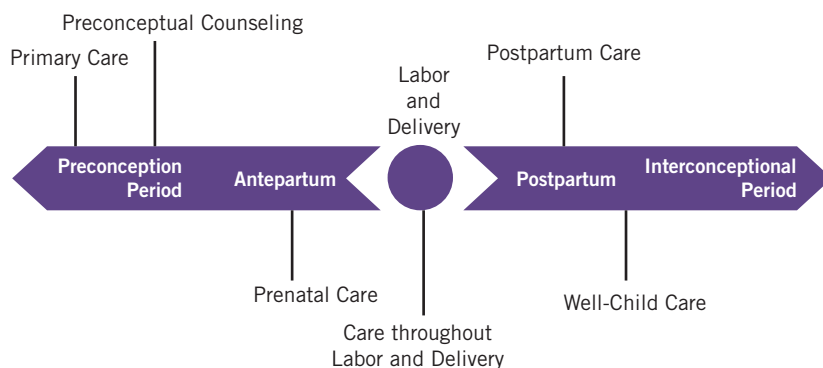 Preconceptual Counseling
Primary Care
Labor
and
Delivery
Postpartum Care
Preconception
Period
Antepartum
Postpartum
Interconceptional
Period
Prenatal Care
Care throughout
Labor and Delivery
Well-Child Care